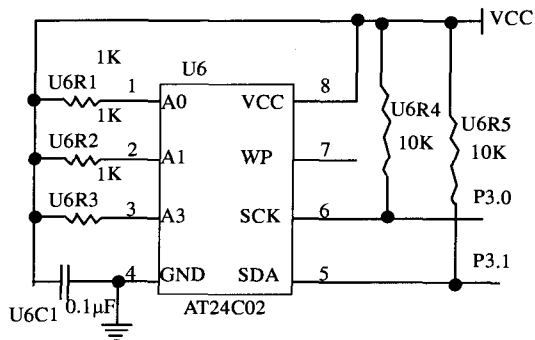 VCC
1K
U6
U6R1
1
A0
VCC
8
U6R4
1K
10K
U6R5
10K
U6R2
2
A1
WP
7
1K
U6R3
3
A3
SCK
6
P3.0
4
GND
SDA
5
P3.1
U6C1
0.1μF
AT24C02